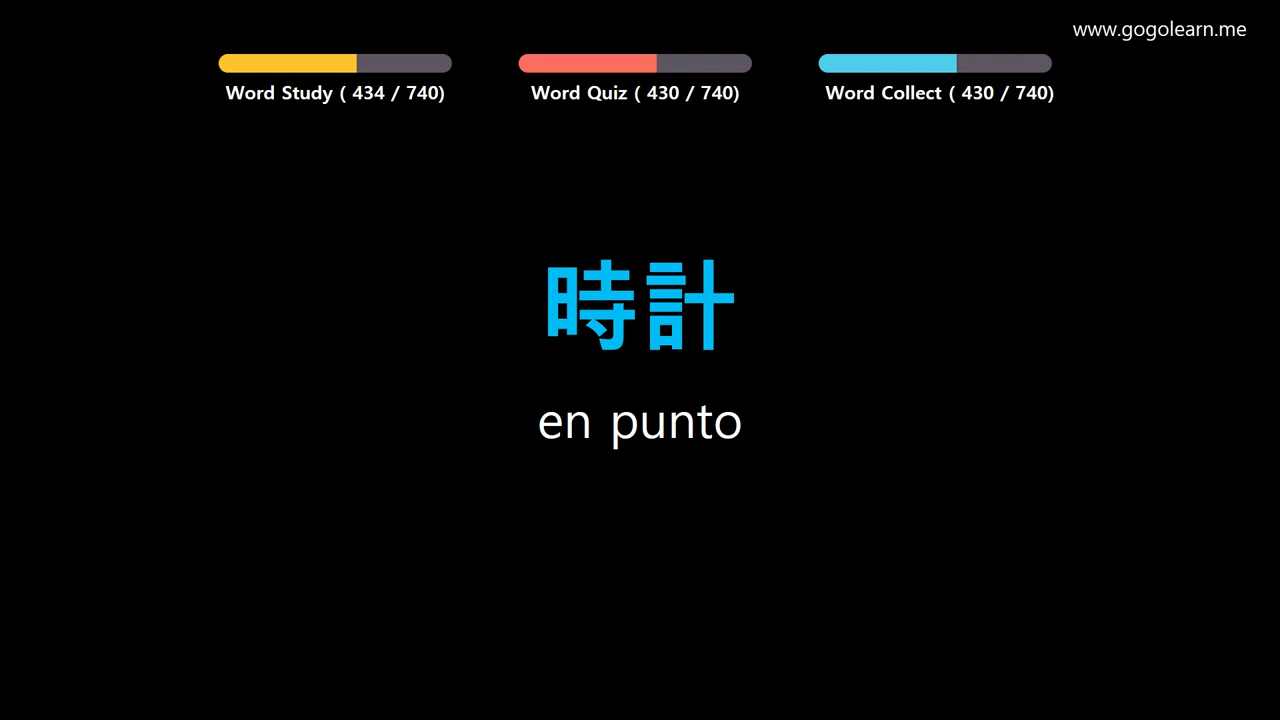 www.gogolearn.me
Word Study ( 434 / 740)
Word Quiz ( 430 / 740)
Word Collect ( 430 / 740)
時計
en punto